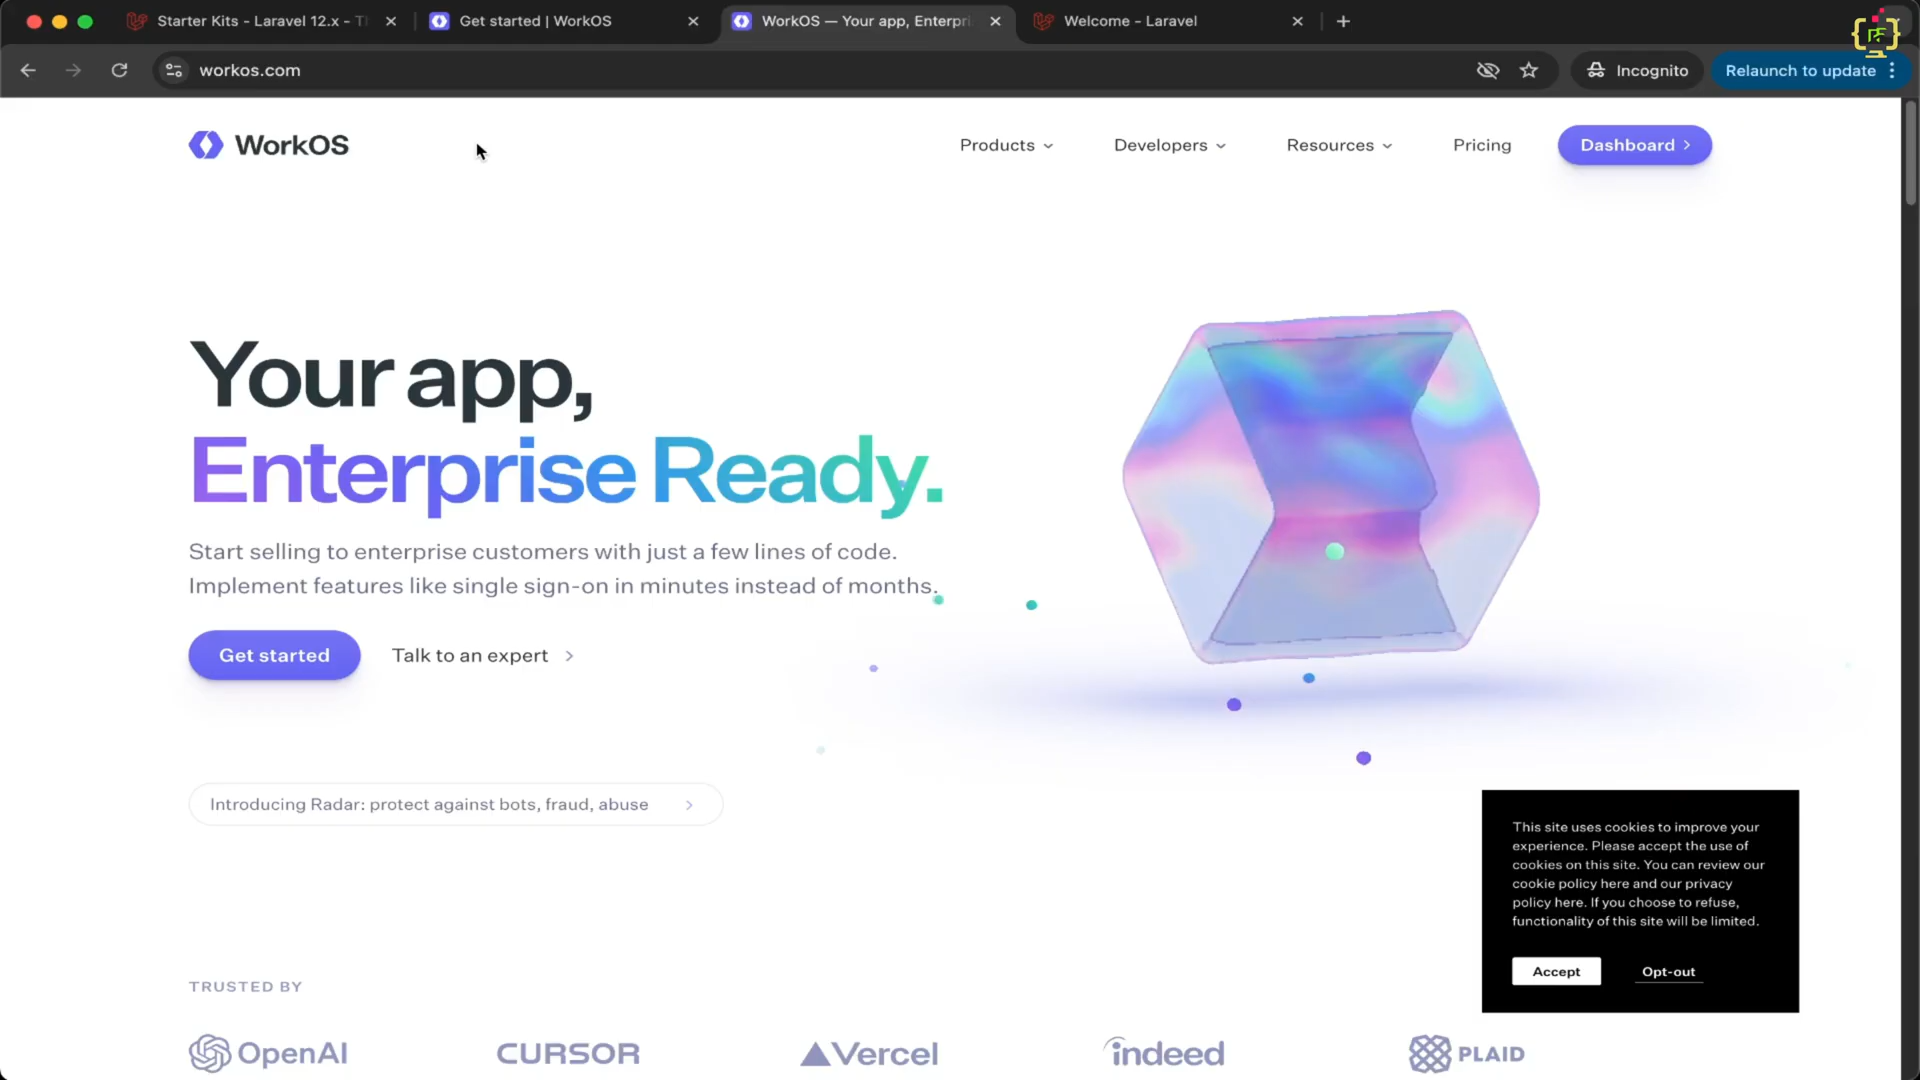 Starter Kits - Laravel 12.x - Th
Get started | WorkOS
WorkOS — Your app, Enterpri
Welcome - Laravel
workos.com
Incognito
Relaunch to update
WorkOS
Products
Developers
Resources
Pricing
Dashboard
Your app,
Enterprise Ready.
Start selling to enterprise customers with just a few lines of code.
Implement features like single sign-on in minutes instead of months.
Get started
Talk to an expert
Introducing Radar: protect against bots, fraud, abuse
This site uses cookies to improve your
experience. Please accept the use of
cookies on this site. You can review our
cookie policy here and our privacy
policy here. If you choose to refuse,
functionality of this site will be limited.
Accept
Opt-out
TRUSTED BY
OpenAI
CURSOR
Vercel
indeed
PLAID